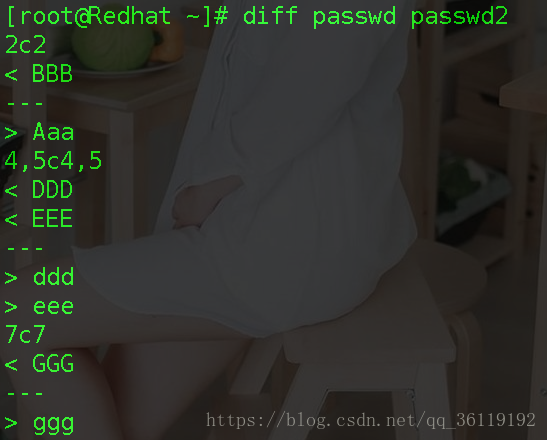 [root@Redhat ~]# diff passwd passwd2
2c2
< BBB
---
> Aaa
4,5c4,5
< DDD
< EEE
---
> ddd
> eee
7c7
< GGG
---
> ggg
https://blog.csdn.net/qq_36119192